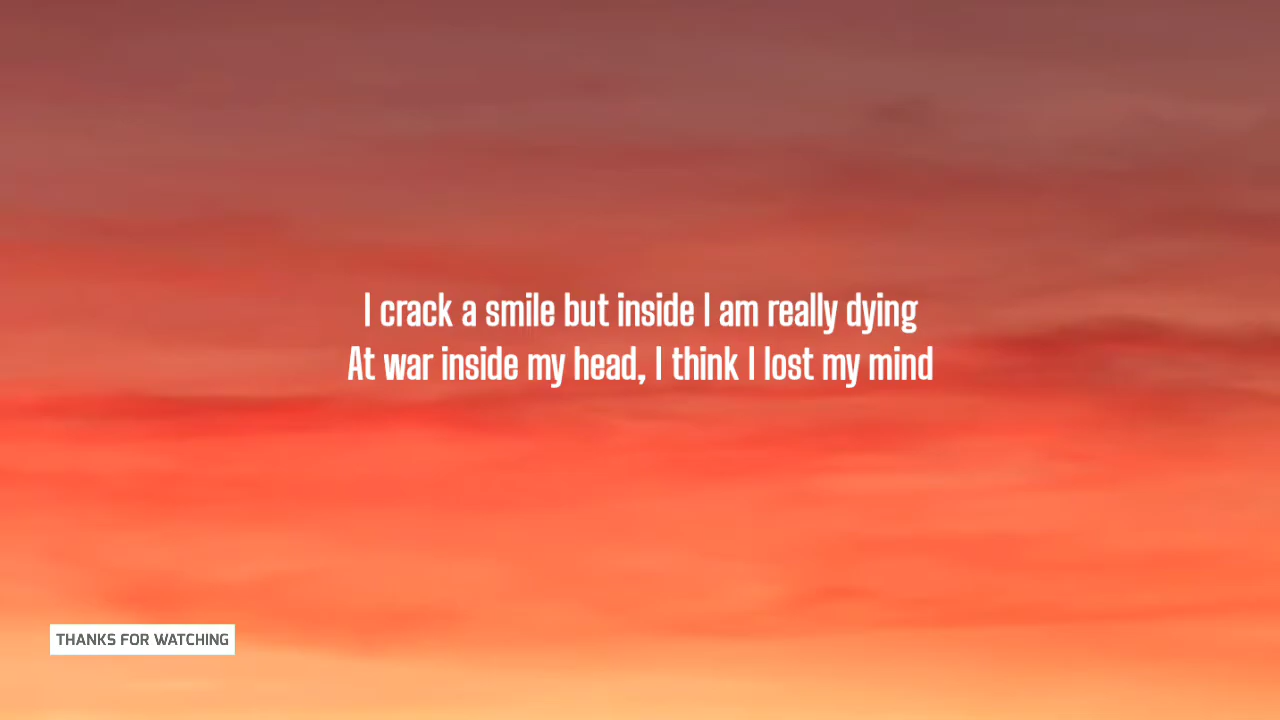 I crack a smile but inside I am really dying
At war inside my head, I think I lost my mind
THANKS FOR WATCHING